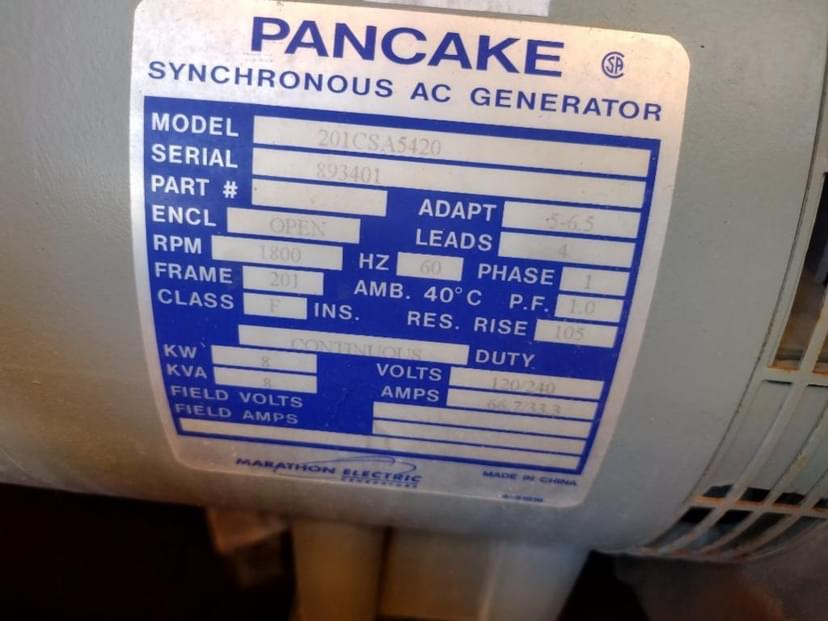 PANCAKE SA
SYNCHRONOUS AC GENERATOR
MODEL 201CSA5420
SERIAL 893401
PART # ADAPT 5-6.5
ENCL OPEN LEADS 4
RPM 1800 HZ 60 PHASE 1
FRAME 201 AMB. 40°C P.F. 1.0
CLASS F INS. RES. RISE 105
CONTINUOUS DUTY
KW 8 VOLTS 120/240
KVA 8 AMPS 66.7/33.3
FIELD VOLTS
FIELD AMPS
MARATHON ELECTRIC MADE IN CHINA
GENERATORS